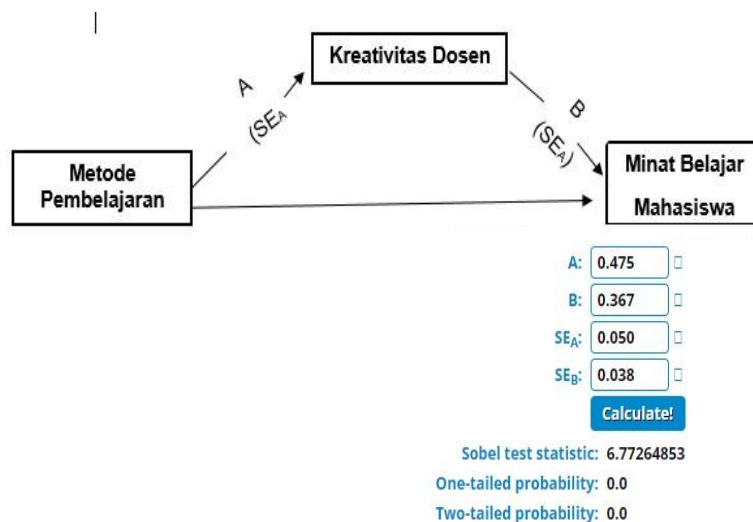 Kreativitas Dosen
A
(SEA
B
(SEA)
Metode
Pembelajaran
Minat Belajar
Mahasiswa
A: 0.475
B: 0.367
SEA: 0.050
SEB: 0.038
Calculate!
Sobel test statistic: 6.77264853
One-tailed probability: 0.0
Two-tailed probability: 0.0